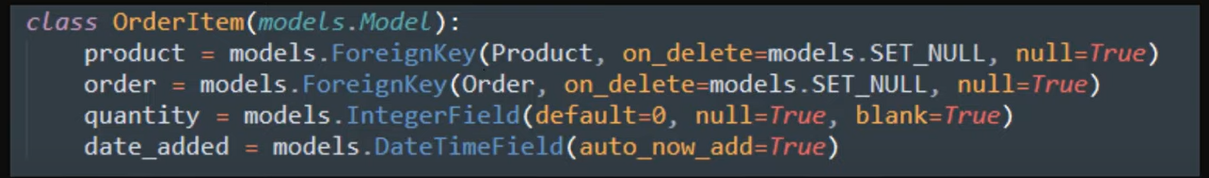 class OrderItem(models.Model):
    product = models.ForeignKey(Product, on_delete=models.SET_NULL, null=True)
    order = models.ForeignKey(Order, on_delete=models.SET_NULL, null=True)
    quantity = models.IntegerField(default=0, null=True, blank=True)
    date_added = models.DateTimeField(auto_now_add=True)